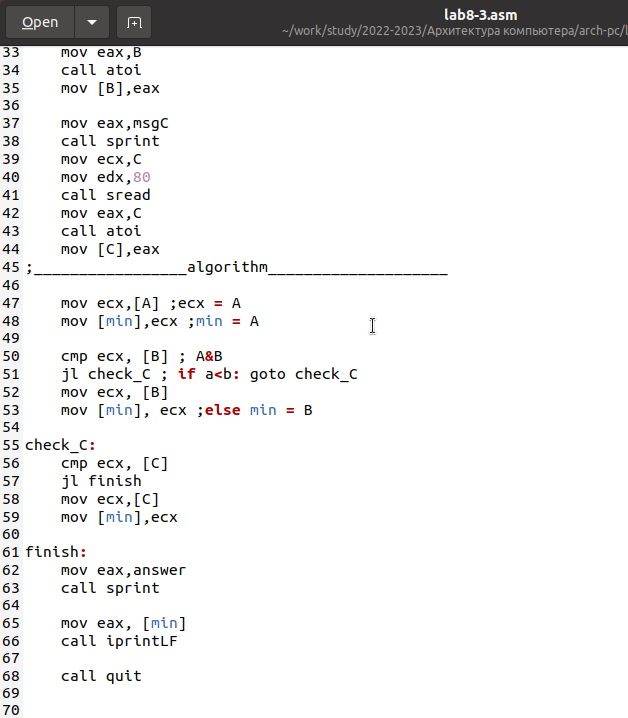 Open
lab8-3.asm
~/work/study/2022-2023/Архитектура компьютера/arch-pc/
33 mov eax,B
34 call atoi
35 mov [B],eax
36
37 mov eax,msgC
38 call sprint
39 mov ecx,C
40 mov edx,80
41 call sread
42 mov eax,C
43 call atoi
44 mov [C],eax
45 ;_________________algorithm____________________
46
47 mov ecx,[A] ;ecx = A
48 mov [min],ecx ;min = A
49
50 cmp ecx, [B] ; A&B
51 jl check_C ; if a<b: goto check_C
52 mov ecx, [B]
53 mov [min], ecx ;else min = B
54
55 check_C:
56 cmp ecx, [C]
57 jl finish
58 mov ecx,[C]
59 mov [min],ecx
60
61 finish:
62 mov eax,answer
63 call sprint
64
65 mov eax, [min]
66 call iprintLF
67
68 call quit
69
70